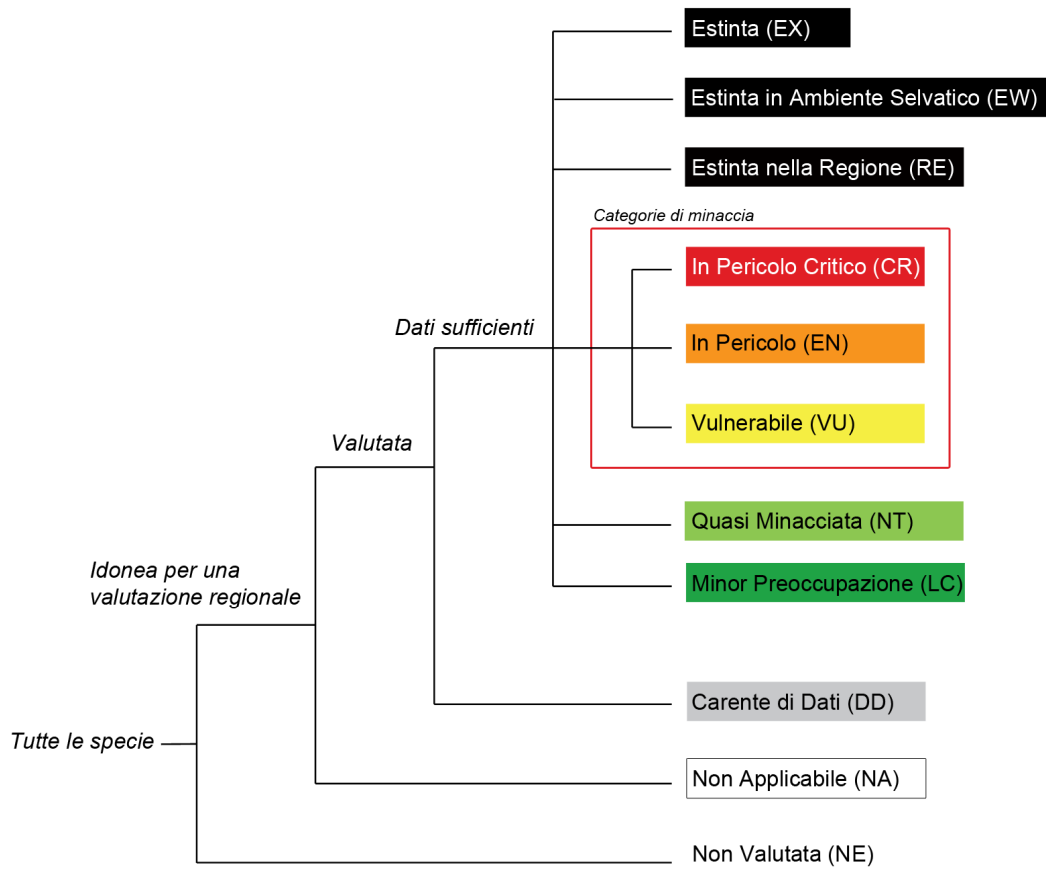 Estinta (EX)
Estinta in Ambiente Selvatico (EW)
Estinta nella Regione (RE)
Categorie di minaccia
In Pericolo Critico (CR)
Dati sufficienti
In Pericolo (EN)
Vulnerabile (VU)
Valutata
Quasi Minacciata (NT)
Idonea per una
valutazione regionale
Minor Preoccupazione (LC)
Carente di Dati (DD)
Tutte le specie
Non Applicabile (NA)
Non Valutata (NE)